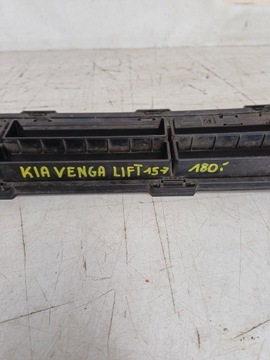 KIA VENGA LIFT 15→ 180,-